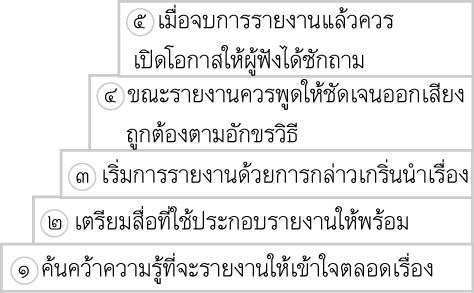 ๕ เมื่อจบการรายงานแล้วควร
เปิดโอกาสให้ผู้ฟังได้ซักถาม
๔ ขณะรายงานควรพูดให้ชัดเจนออกเสียง
ถูกต้องตามอักขรวิธี
๓ เริ่มการรายงานด้วยการกล่าวเกริ่นนำเรื่อง
๒ เตรียมสื่อที่ใช้ประกอบรายงานให้พร้อม
๑ ค้นคว้าความรู้ที่จะรายงานให้เข้าใจตลอดเรื่อง